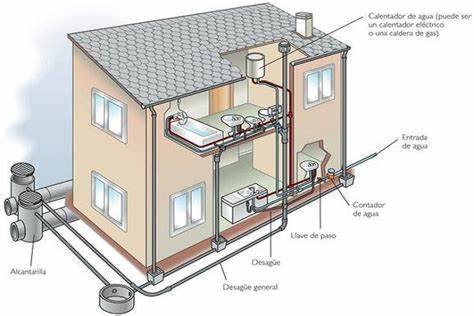 Calentador de agua (puede ser
un calentador eléctrico
o una caldera de gas)
Entrada
de agua
Contador
de agua
Llave de paso
Desagüe
Desagüe general
Alcantarilla